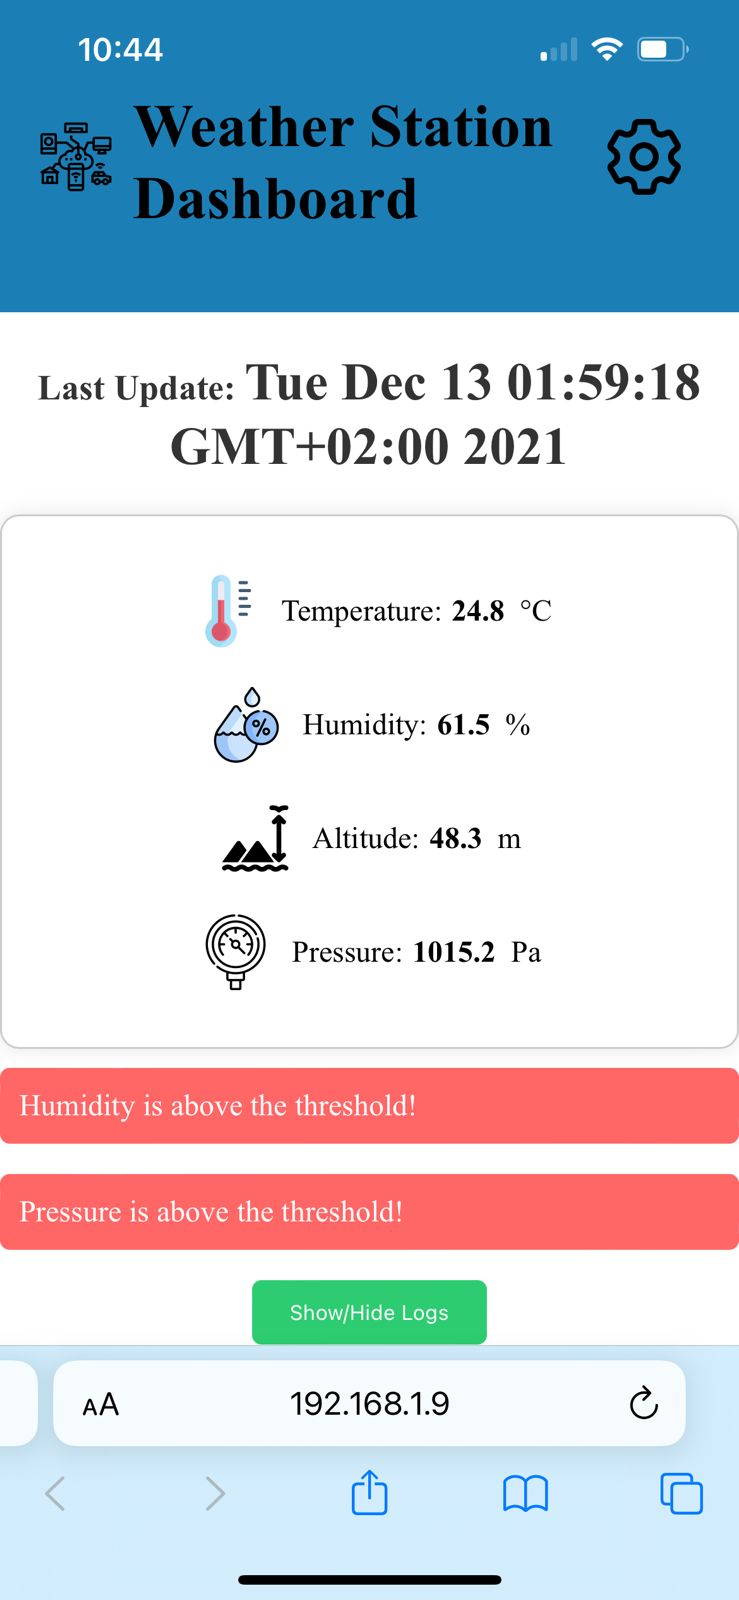 10:44
Weather Station
Dashboard
Last Update: Tue Dec 13 01:59:18
GMT+02:00 2021
Temperature: 24.8 °C
%
Humidity: 61.5 %
Altitude: 48.3 m
Pressure: 1015.2 Pa
Humidity is above the threshold!
Pressure is above the threshold!
Show/Hide Logs
AA 192.168.1.9